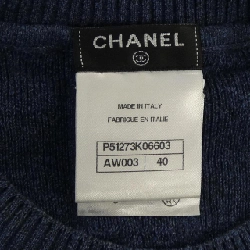 CHANEL
MADE IN ITALY
FABRIQUE EN ITALIE
P51273K06603
AW003 40